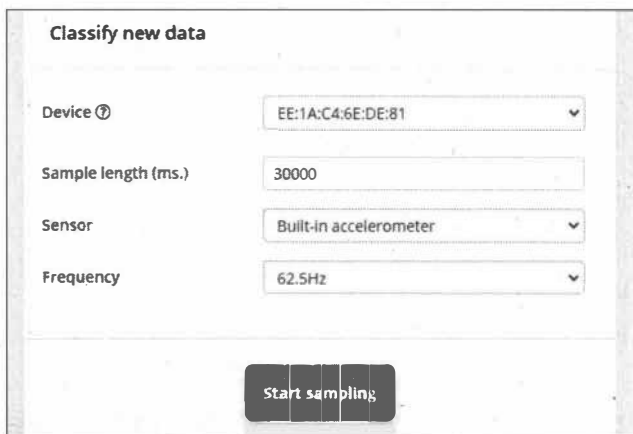 Classify new data
Device ?
EE:1A:C4:6E:DE:81
Sample length (ms.)
30000
Sensor
Built-in accelerometer
Frequency
62.5Hz
Start sampling